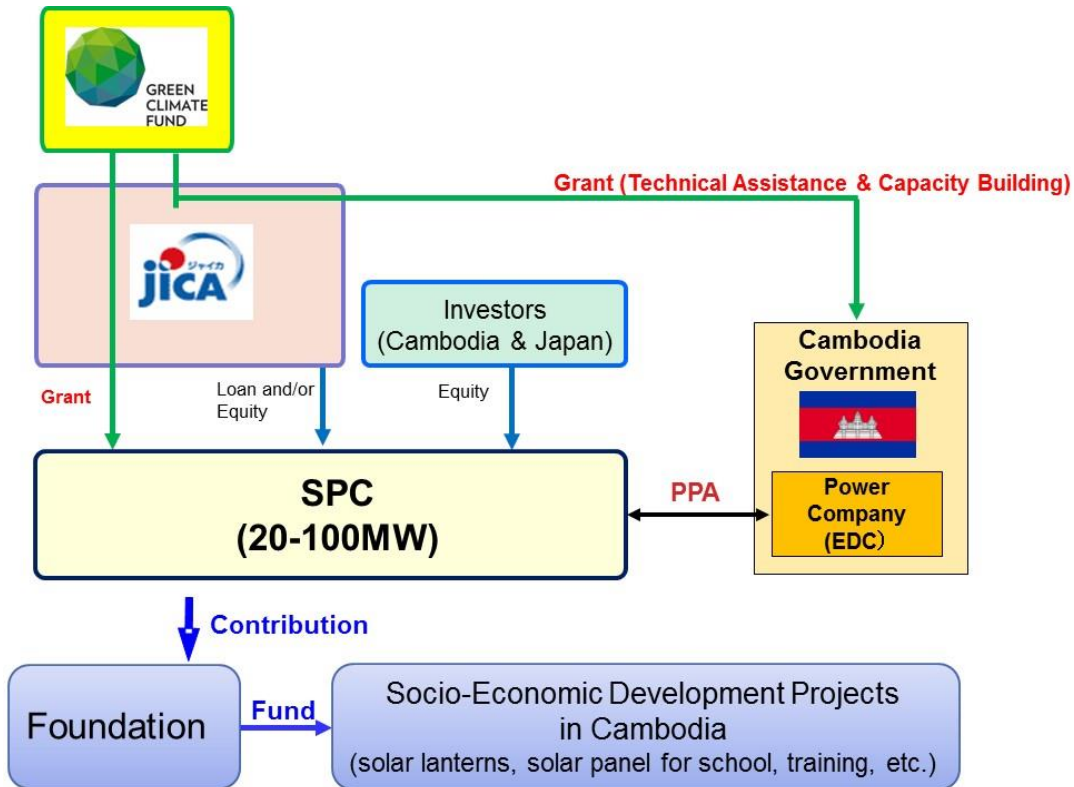 GREEN
CLIMATE
FUND
Grant (Technical Assistance & Capacity Building)
ジャイカ
jICA
Investors
(Cambodia & Japan)
Cambodia
Government
Grant
Loan and/or
Equity
Equity
SPC
(20-100MW)
PPA
Power
Company
(EDC）
Contribution
Foundation
Fund
Socio-Economic Development Projects
in Cambodia
(solar lanterns, solar panel for school, training, etc.)